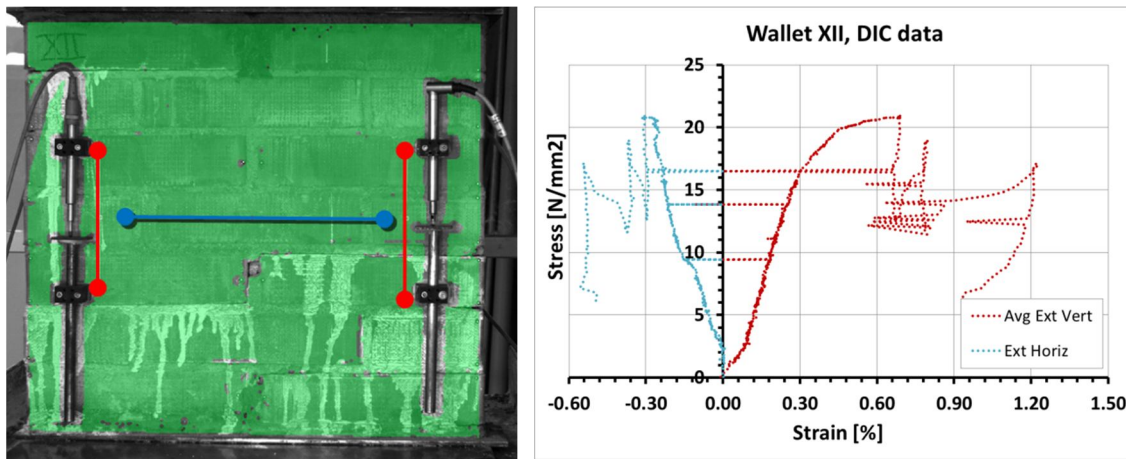 XII
Wallet XII, DIC data
Stress [N/mm2]
25
20
15
10
5
0
-0.60 -0.30 0.00 0.30 0.60 0.90 1.20 1.50
Strain [%]
Avg Ext Vert
Ext Horiz